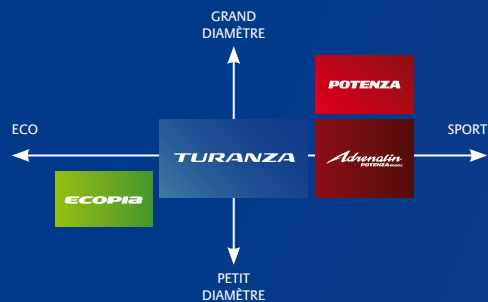 GRAND
DIAMÈTRE
POTENZA
ECO
TURANZA
Adrenalin
POTENZA
SPORT
ECOPIA
PETIT
DIAMÈTRE